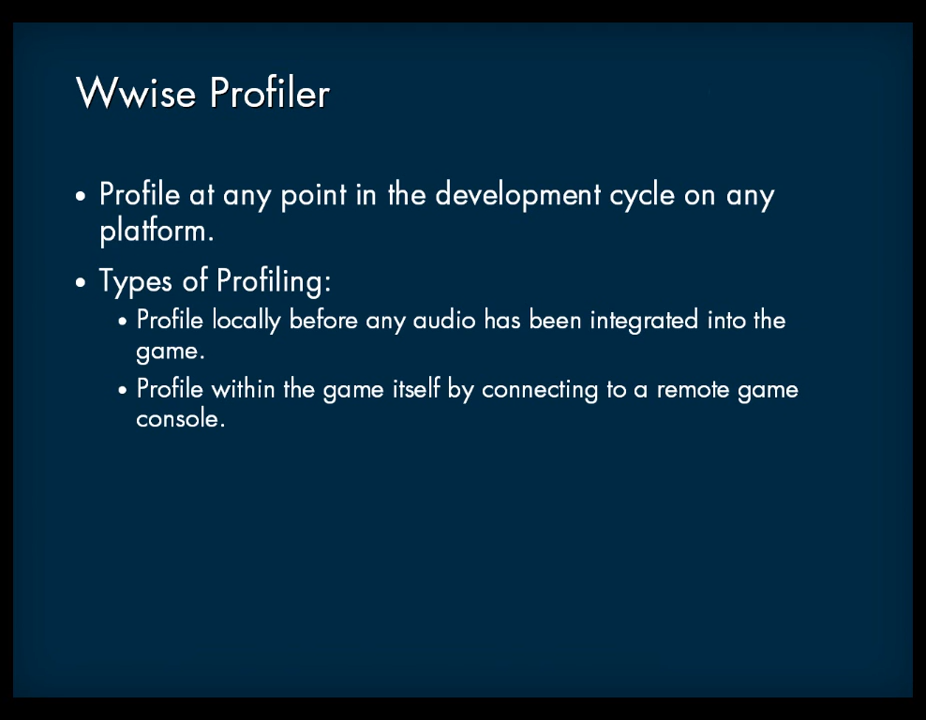 Wwise Profiler
• Profile at any point in the development cycle on any
platform.
• Types of Profiling:
• Profile locally before any audio has been integrated into the
game.
• Profile within the game itself by connecting to a remote game
console.